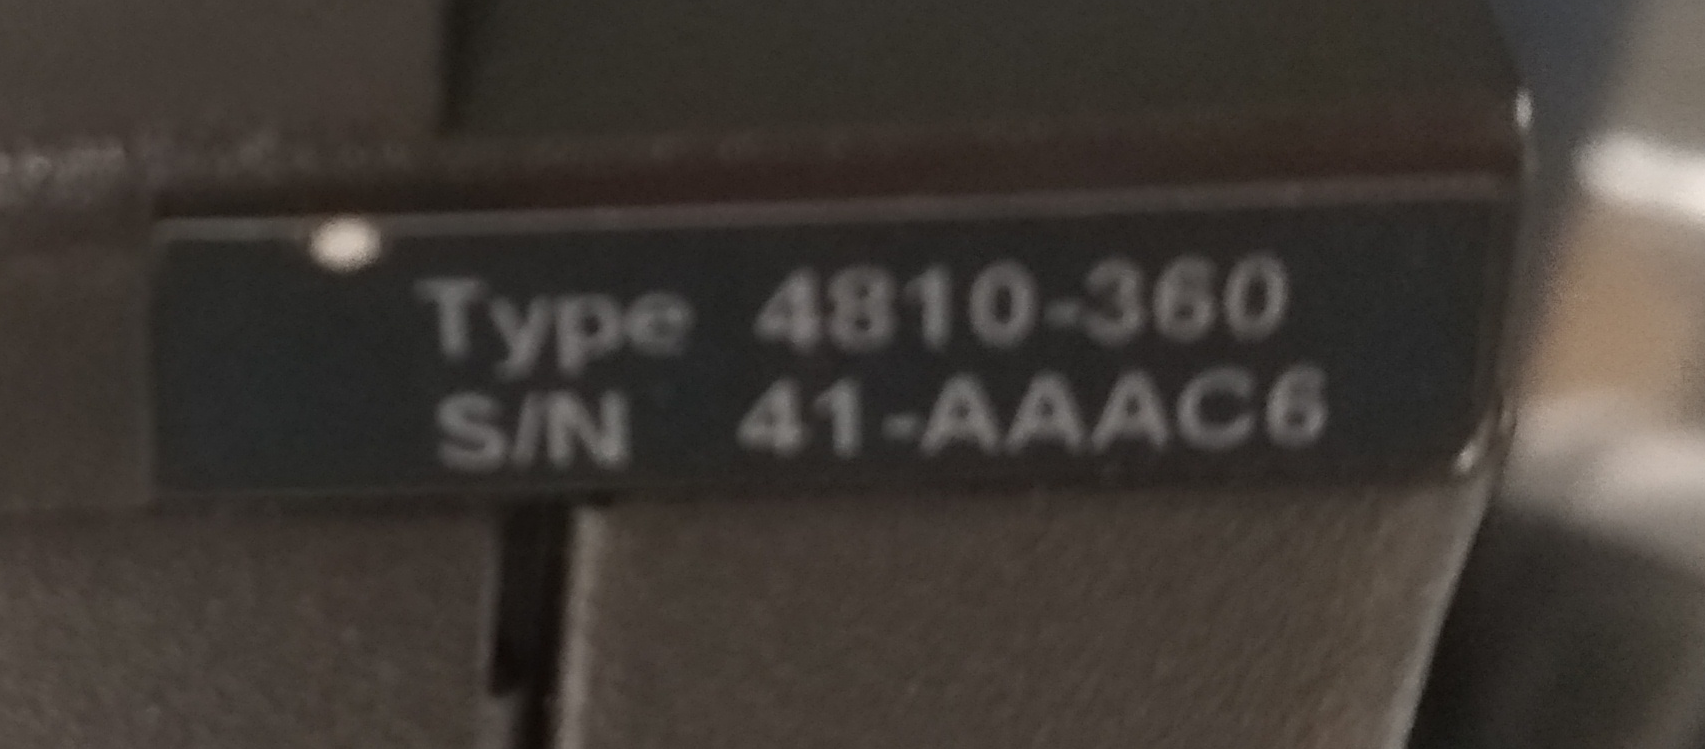 Type 4810-360
S/N 41-AAAC6